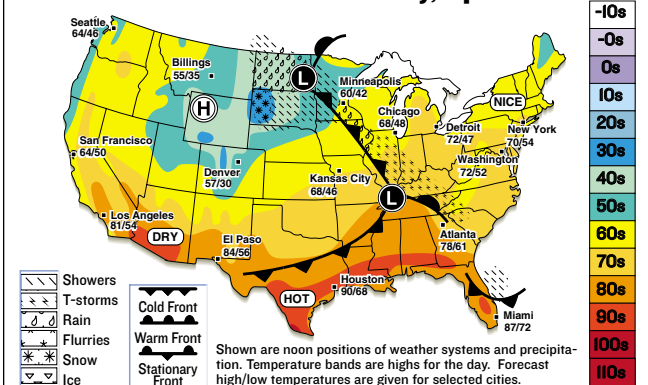 -10s
-0s
0s
10s
20s
30s
40s
50s
60s
70s
80s
90s
100s
110s
Seattle
64/46
Billings
55/35
L
Minneapolis
60/42
H
Chicago
68/48
NICE
Detroit
72/47
New York
70/54
San Francisco
64/50
Washington
72/52
Denver
57/30
Kansas City
68/46
L
Los Angeles
81/54
DRY
El Paso
84/56
Atlanta
78/61
Houston
90/68
HOT
Miami
87/72
Showers
T-storms
Rain
Flurries
Snow
Ice
Cold Front
Warm Front
Stationary
Front
Shown are noon positions of weather systems and precipita-
tion. Temperature bands are highs for the day. Forecast
high/low temperatures are given for selected cities.